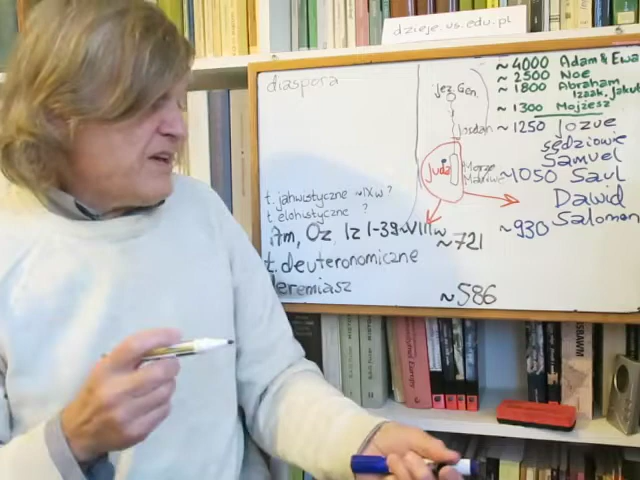 dzieje.us.edu.pl
diaspora
jez. Gen.
Jordan
Juda
Morze
Martwe
t. jahwistyczne ~IX w ?
t. elohistyczne ?
Am, Oz, Iz 1-39 ~VIII w
~721
t. deuteronomiczne
Jeremiasz
~586
~4000 Adam & Ewa
~2500 Noe
~1800 Abraham
Izaak, Jakub
~1300 Mojżesz
~1250 Jozue
sędziowie
Samuel
~1050 Saul
Dawid
~930 Salomon